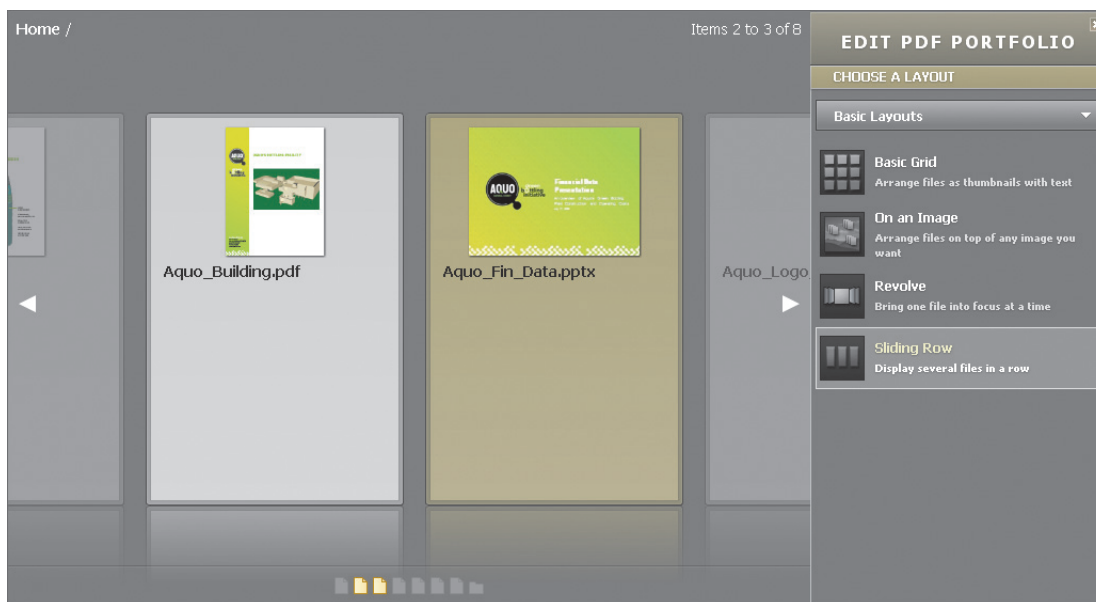 Home /
Items 2 to 3 of 8
EDIT PDF PORTFOLIO
CHOOSE A LAYOUT
Basic Layouts
Basic Grid
Arrange files as thumbnails with text
On an Image
Arrange files on top of any image you
want
Revolve
Bring one file into focus at a time
Sliding Row
Display several files in a row
AQUO
AQUO
Financial Data
Presentation
Aquo_Building.pdf
Aquo_Fin_Data.pptx
Aquo_Logo